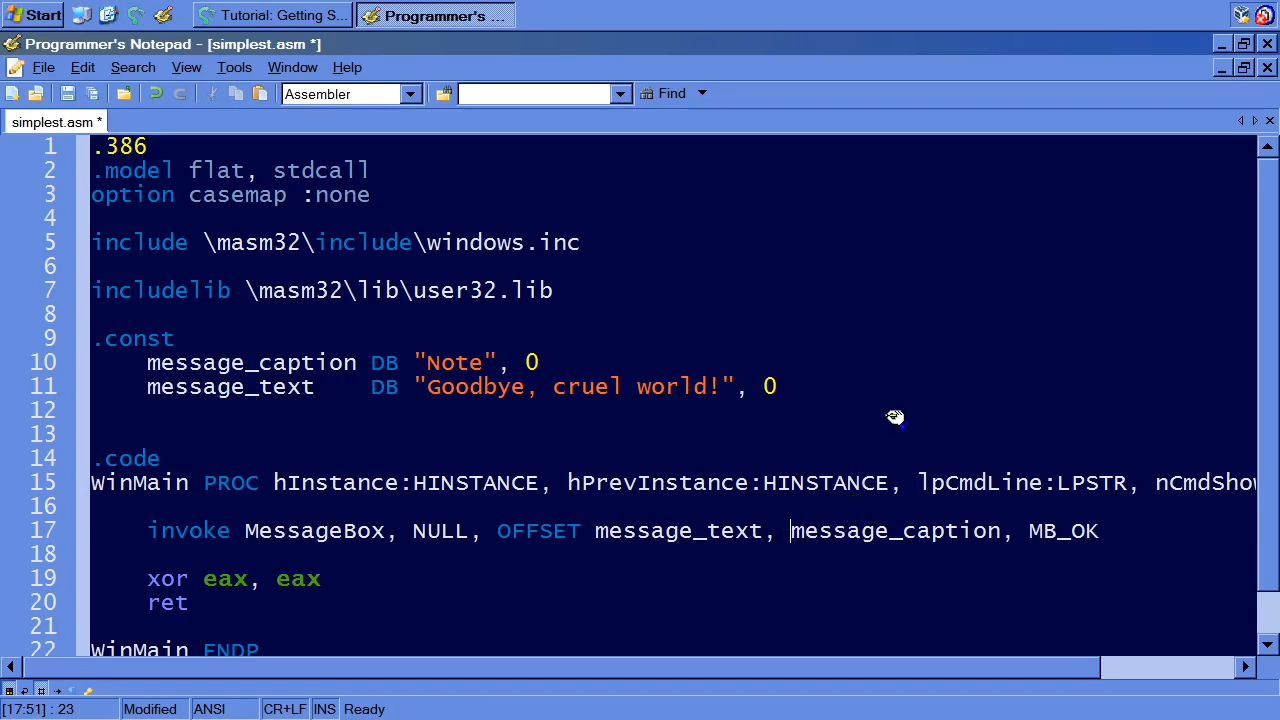 Start Tutorial: Getting S... Programmer's ...
Programmer's Notepad - [simplest.asm *]
File Edit Search View Tools Window Help
Assembler Find
simplest.asm *
1 .386
2 .model flat, stdcall
3 option casemap :none
4
5 include \masm32\include\windows.inc
6
7 includelib \masm32\lib\user32.lib
8
9 .const
10 message_caption DB "Note", 0
11 message_text DB "Goodbye, cruel world!", 0
12
13
14 .code
15 WinMain PROC hInstance:HINSTANCE, hPrevInstance:HINSTANCE, lpCmdLine:LPSTR, nCmdShow
16
17 invoke MessageBox, NULL, OFFSET message_text, message_caption, MB_OK
18
19 xor eax, eax
20 ret
21
22 WinMain ENDP
[17:51] : 23 Modified ANSI CR+LF INS Ready